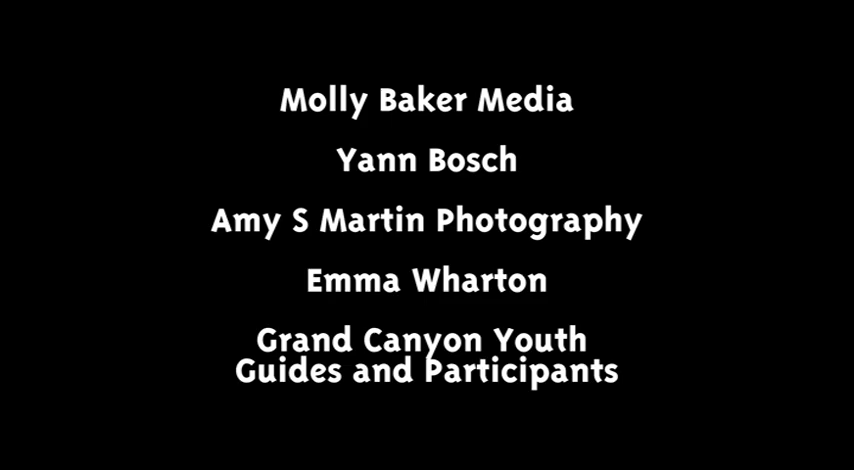 Molly Baker Media
Yann Bosch
Amy S Martin Photography
Emma Wharton
Grand Canyon Youth
Guides and Participants